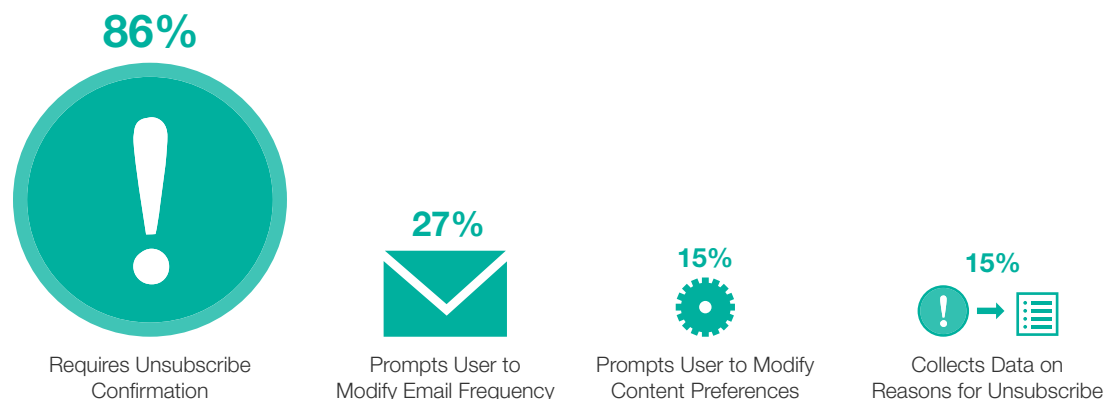 86%
Requires Unsubscribe
Confirmation
27%
Prompts User to
Modify Email Frequency
15%
Prompts User to Modify
Content Preferences
15%
Collects Data on
Reasons for Unsubscribe